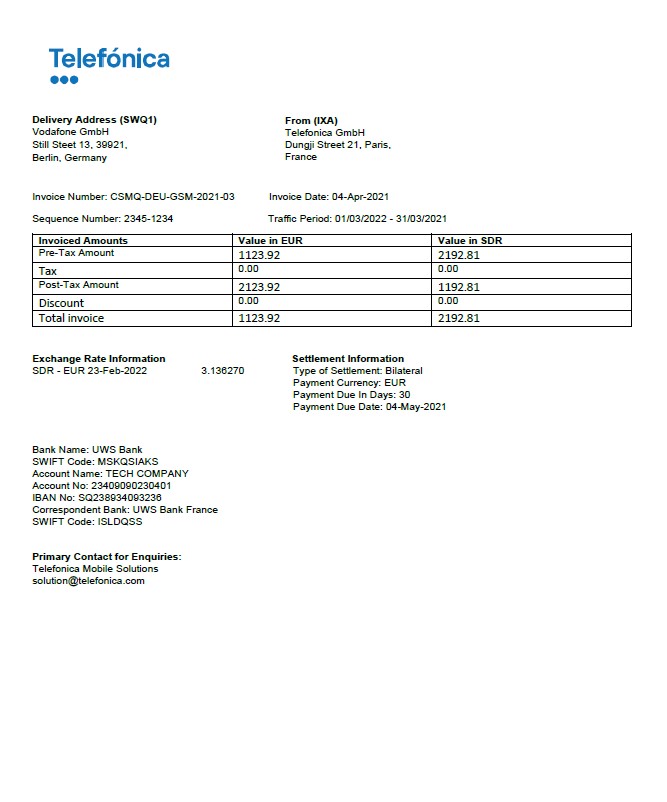 Telefónica
Delivery Address (SWQ1)
Vodafone GmbH
Still Steet 13, 39921,
Berlin, Germany
From (IXA)
Telefonica GmbH
Dungji Street 21, Paris,
France
Invoice Number: CSMQ-DEU-GSM-2021-03 Invoice Date: 04-Apr-2021
Sequence Number: 2345-1234 Traffic Period: 01/03/2022 - 31/03/2021
Invoiced Amounts Value in EUR Value in SDR
Pre-Tax Amount 1123.92 2192.81
Tax 0.00 0.00
Post-Tax Amount 2123.92 1192.81
Discount 0.00 0.00
Total invoice 1123.92 2192.81
Exchange Rate Information
SDR - EUR 23-Feb-2022 3.136270
Settlement Information
Type of Settlement: Bilateral
Payment Currency: EUR
Payment Due In Days: 30
Payment Due Date: 04-May-2021
Bank Name: UWS Bank
SWIFT Code: MSKQSIAKS
Account Name: TECH COMPANY
Account No: 23409090230401
IBAN No: SQ238934093236
Correspondent Bank: UWS Bank France
SWIFT Code: ISLDQSS
Primary Contact for Enquiries:
Telefonica Mobile Solutions
solution@telefonica.com